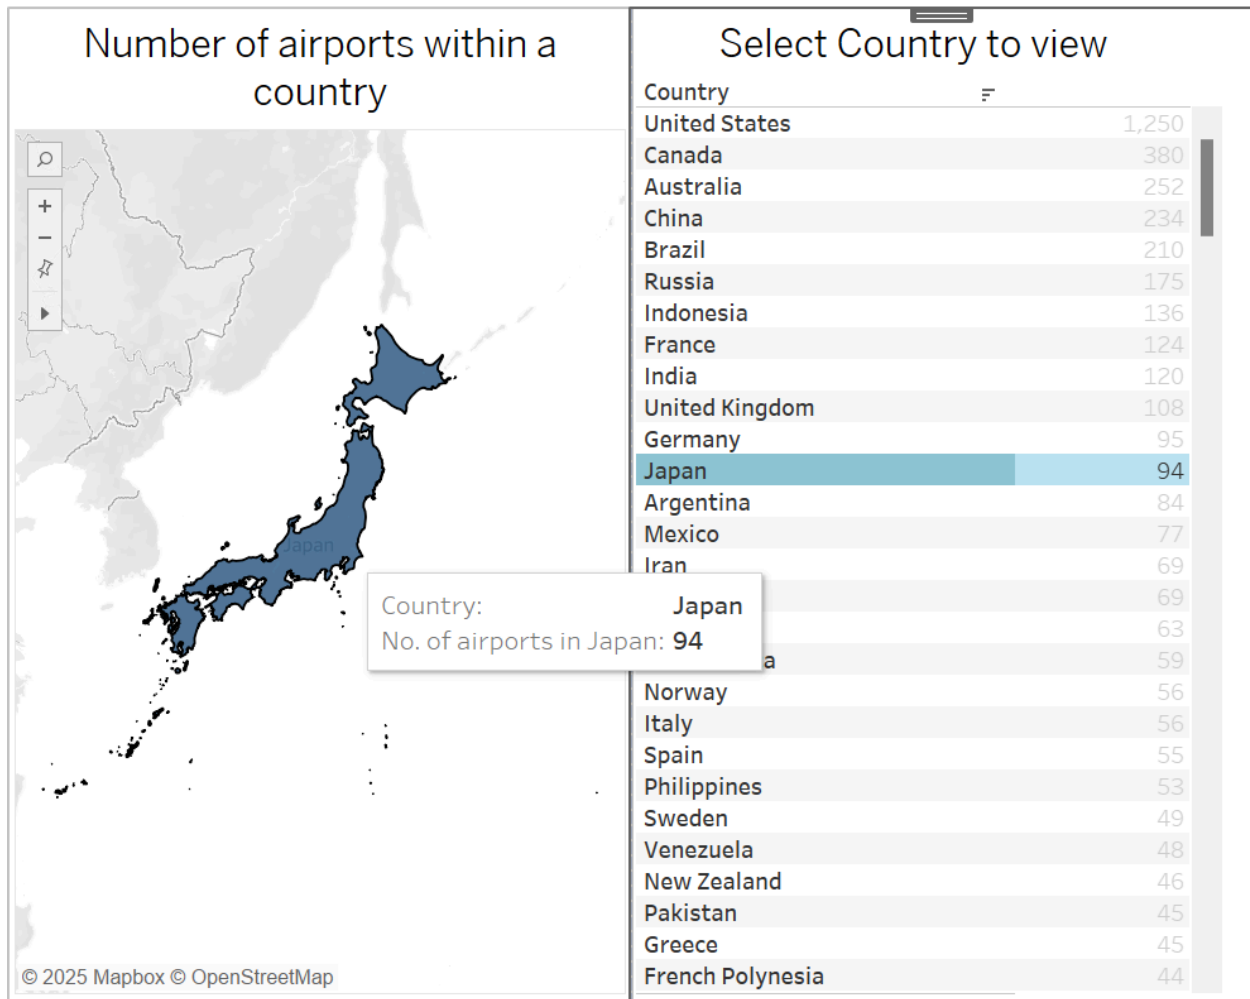 Number of airports within a
country
Japan
Country: Japan
No. of airports in Japan: 94
© 2025 Mapbox © OpenStreetMap
Select Country to view
Country
United States 1,250
Canada 380
Australia 252
China 234
Brazil 210
Russia 175
Indonesia 136
France 124
India 120
United Kingdom 108
Germany 95
Japan 94
Argentina 84
Mexico 77
Iran 69
69
63
59
Norway 56
Italy 56
Spain 55
Philippines 53
Sweden 49
Venezuela 48
New Zealand 46
Pakistan 45
Greece 45
French Polynesia 44